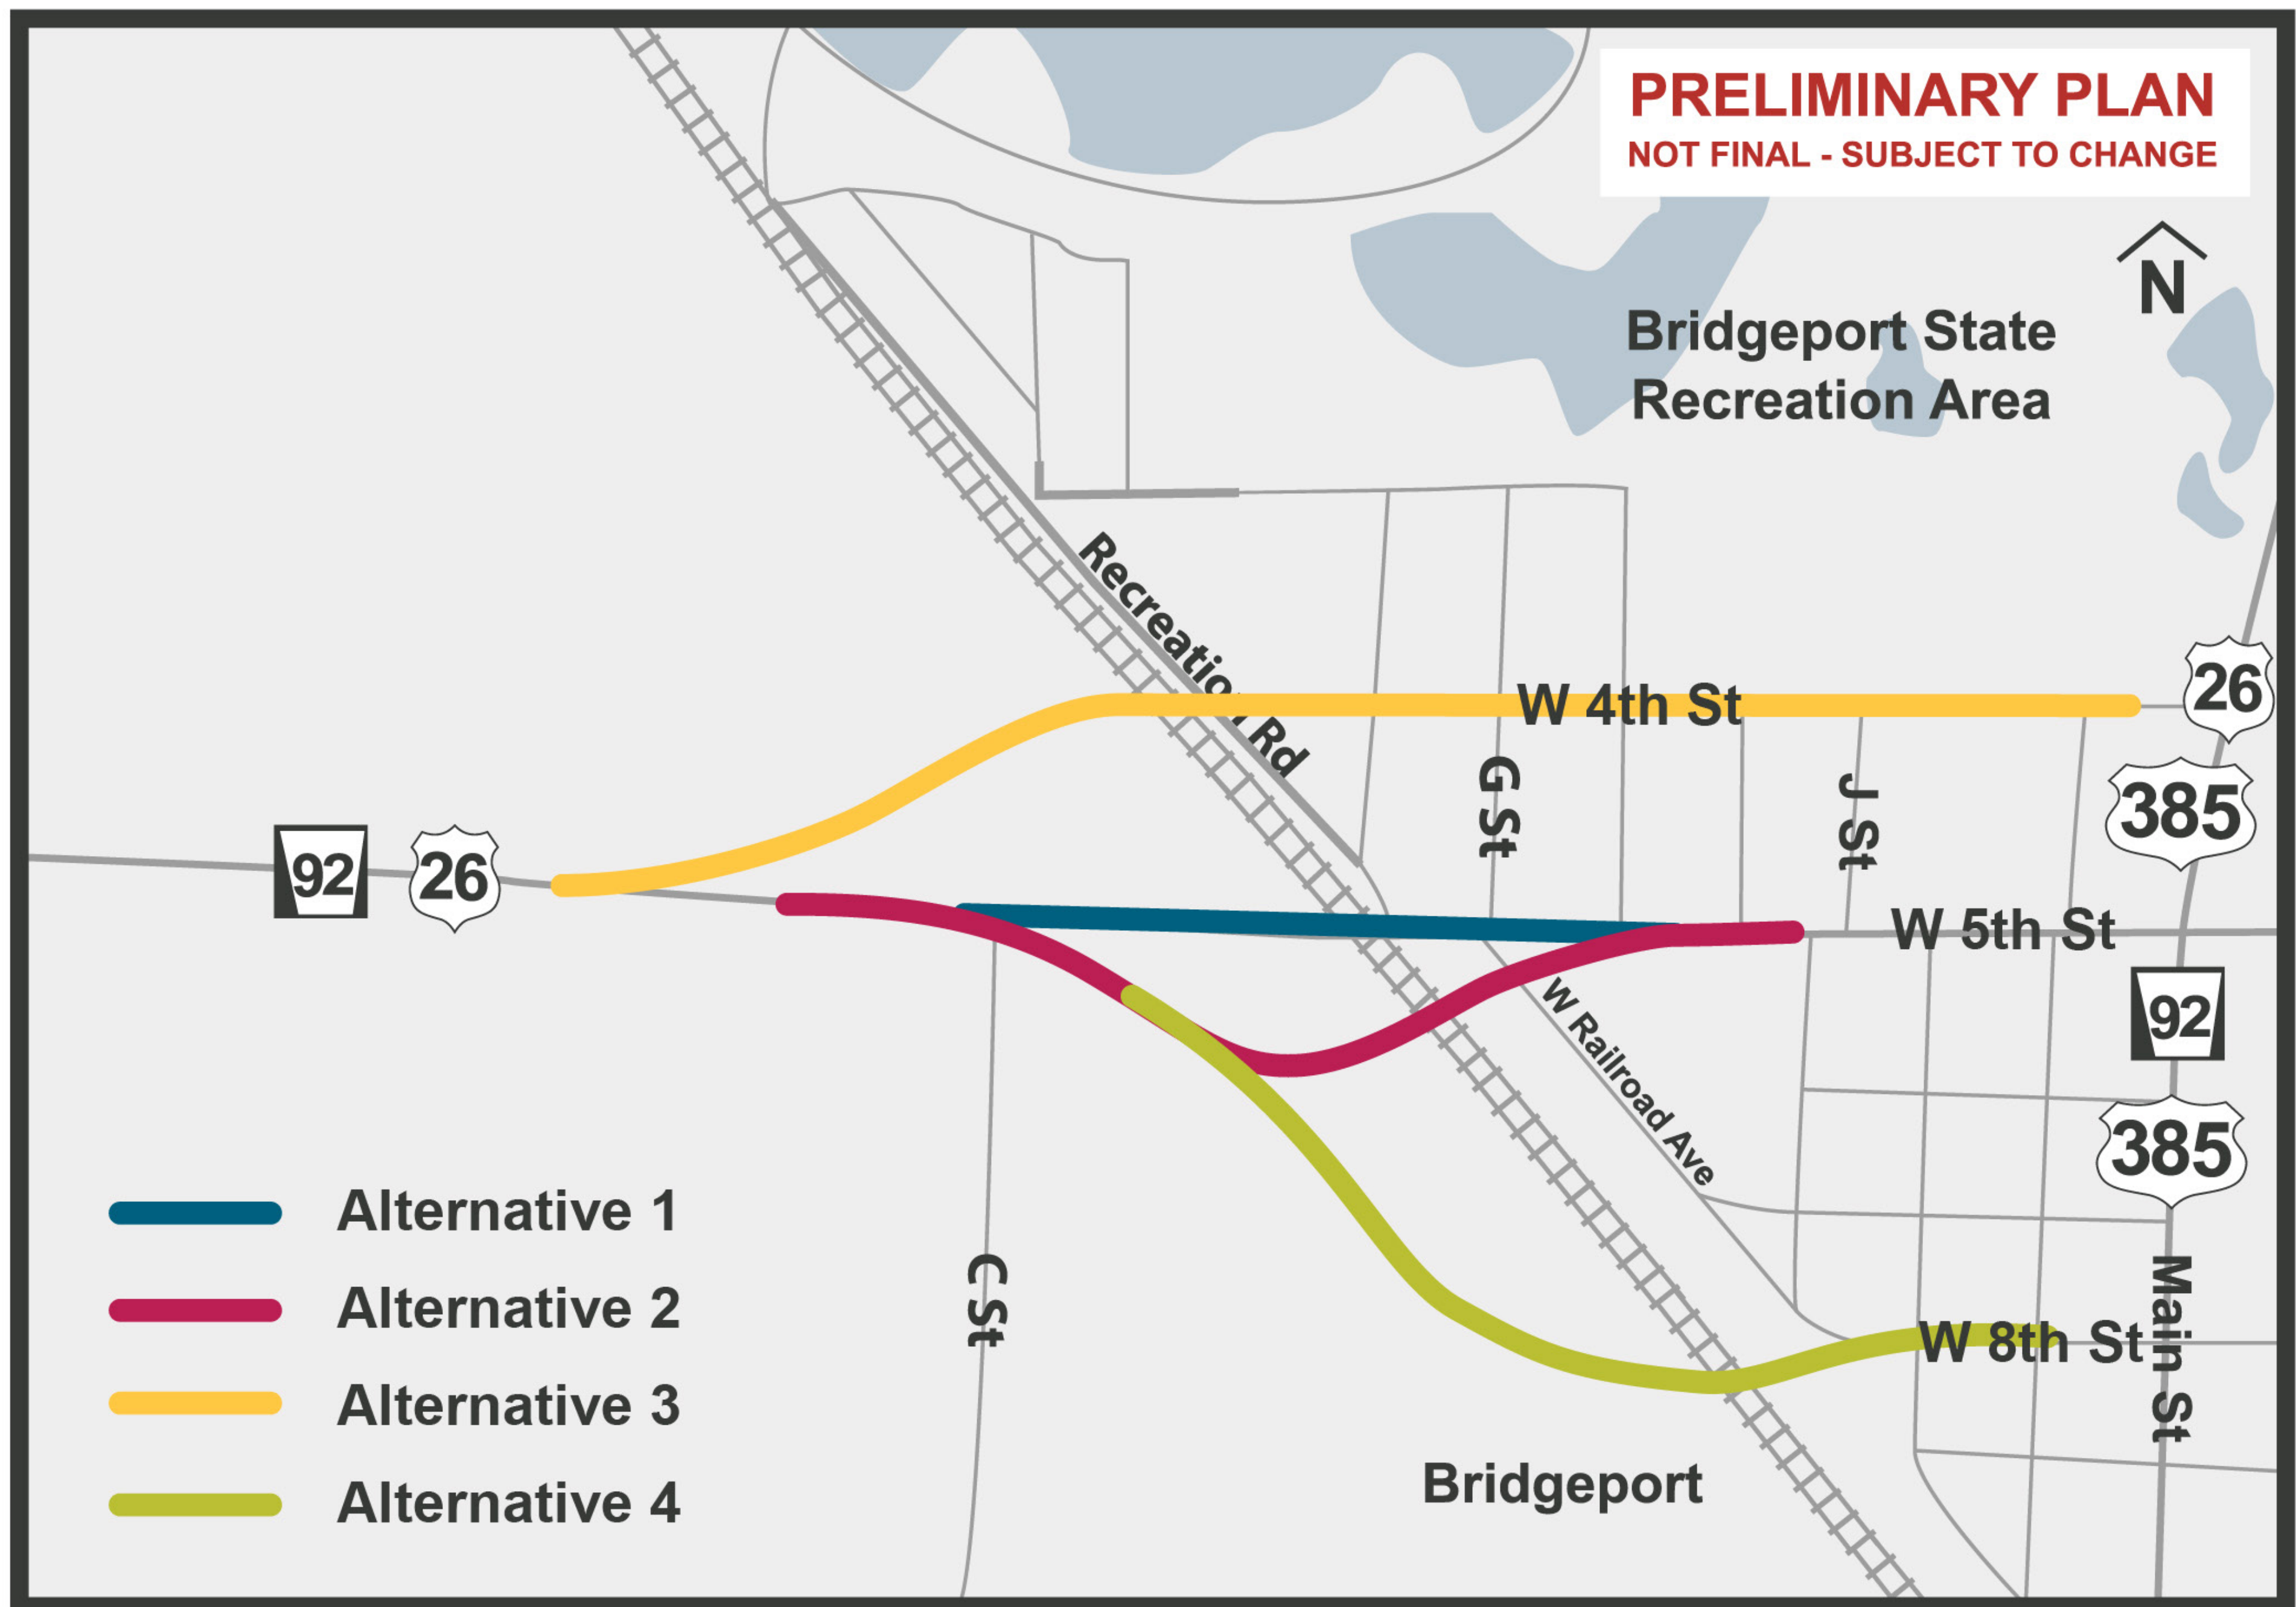 PRELIMINARY PLAN
NOT FINAL - SUBJECT TO CHANGE
N
Bridgeport State
Recreation Area
Recreation Rd
W 4th St
26
G St
J St
385
92
26
W 5th St
92
W Railroad Ave
385
Alternative 1
Alternative 2
Alternative 3
Alternative 4
C St
W 8th St
Main St
Bridgeport